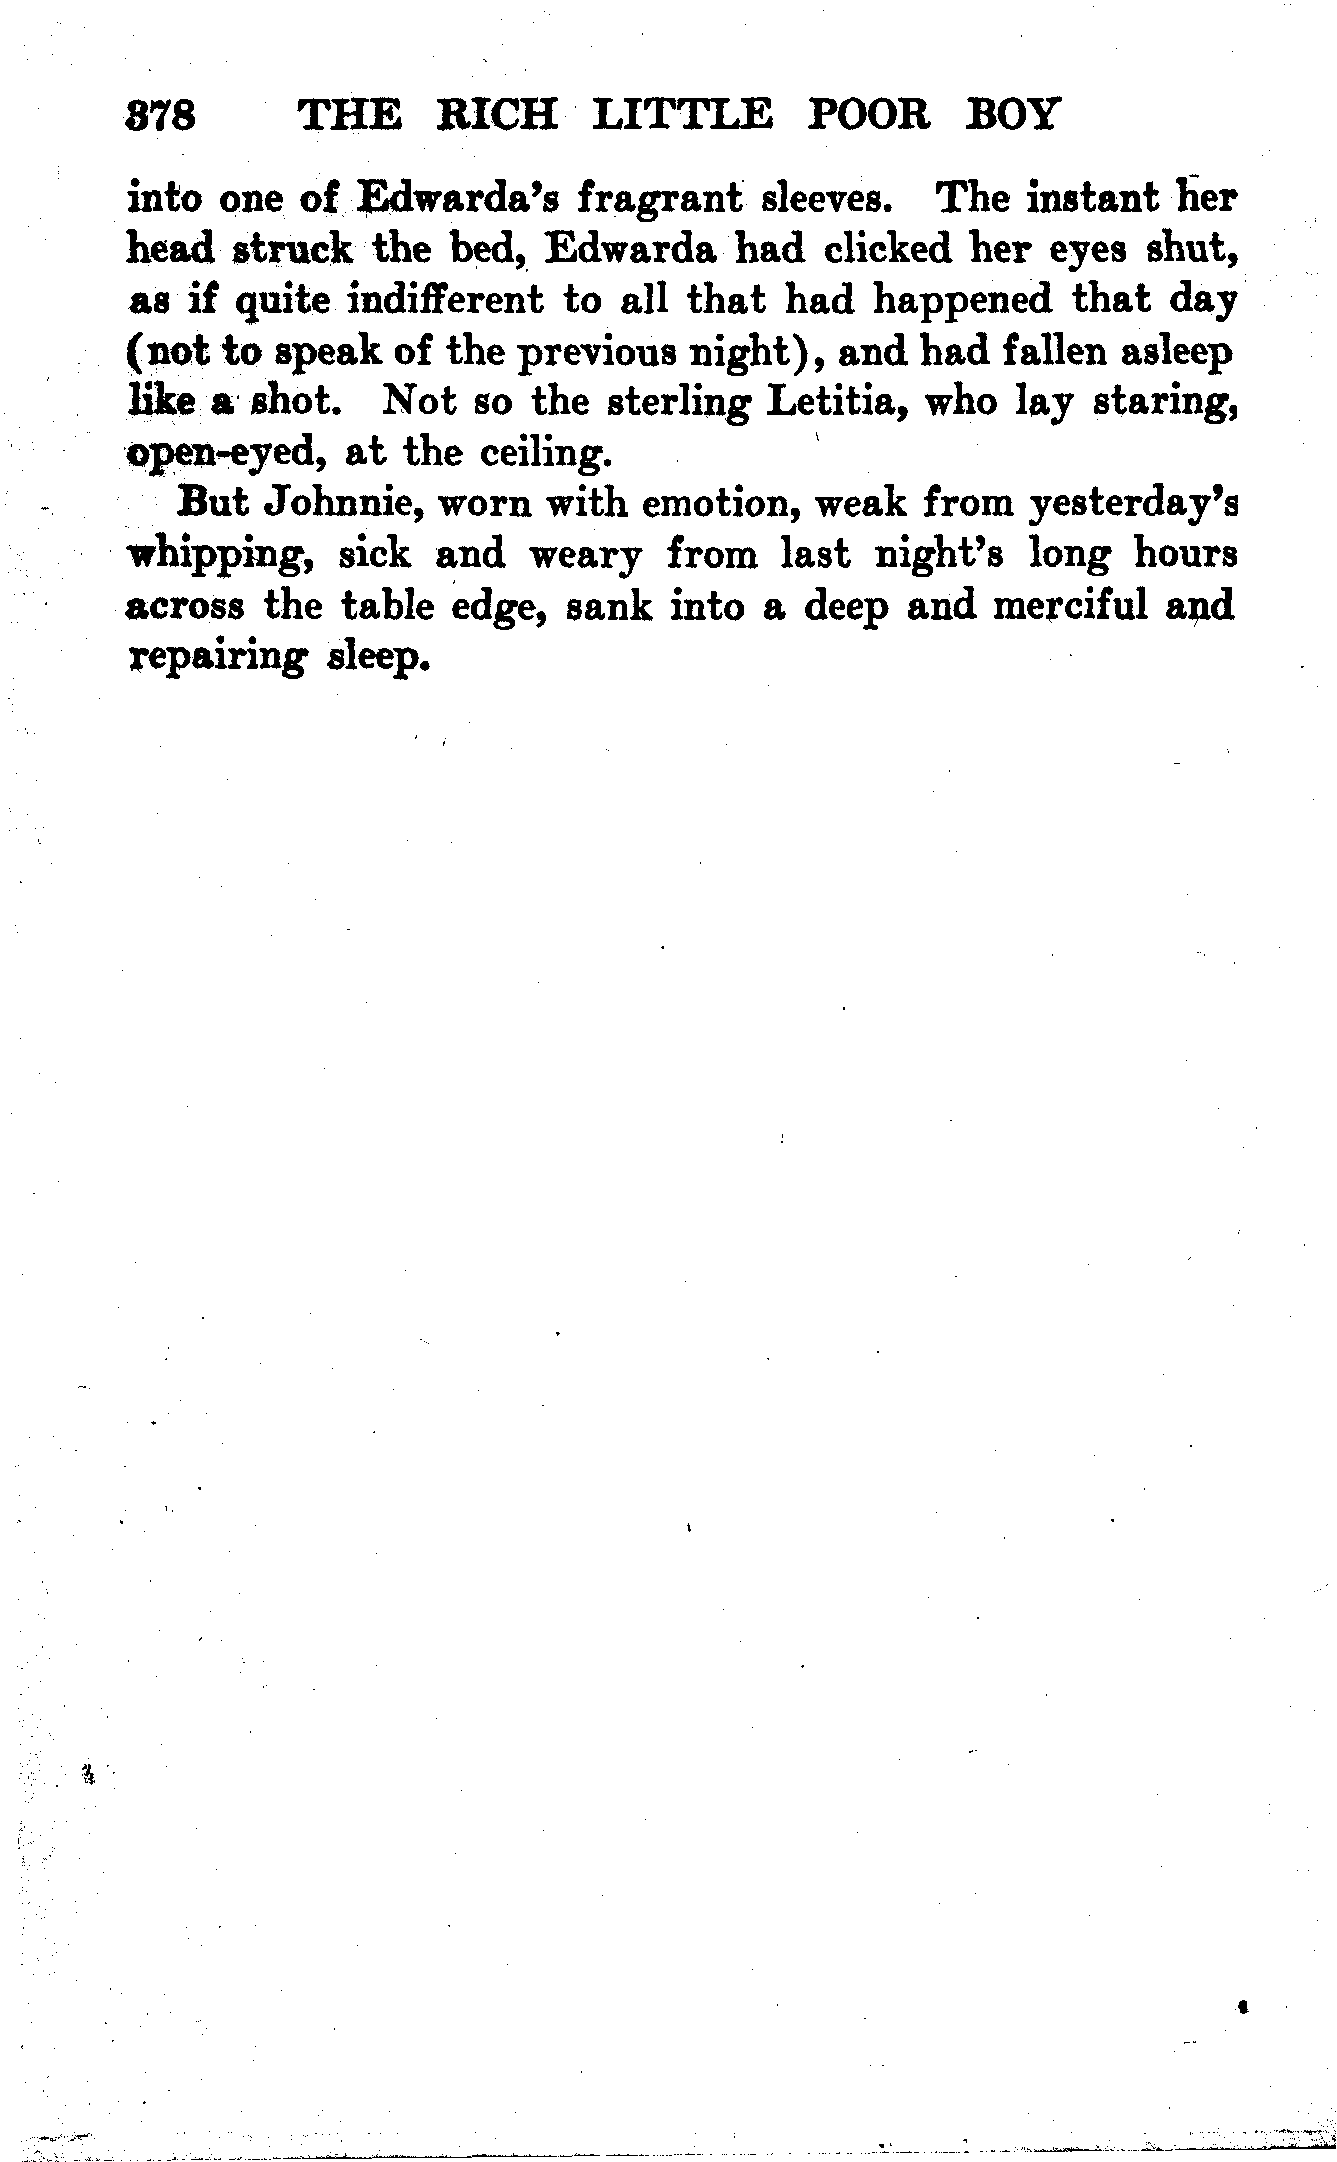 378 THE RICH LITTLE POOR BOY
into one of Edwarda's fragrant sleeves. The instant her
head struck the bed, Edwarda had clicked her eyes shut,
as if quite indifferent to all that had happened that day
(not to speak of the previous night), and had fallen asleep
like a shot. Not so the sterling Letitia, who lay staring,
open-eyed, at the ceiling.
But Johnnie, worn with emotion, weak from yesterday's
whipping, sick and weary from last night's long hours
across the table edge, sank into a deep and merciful and
repairing sleep.